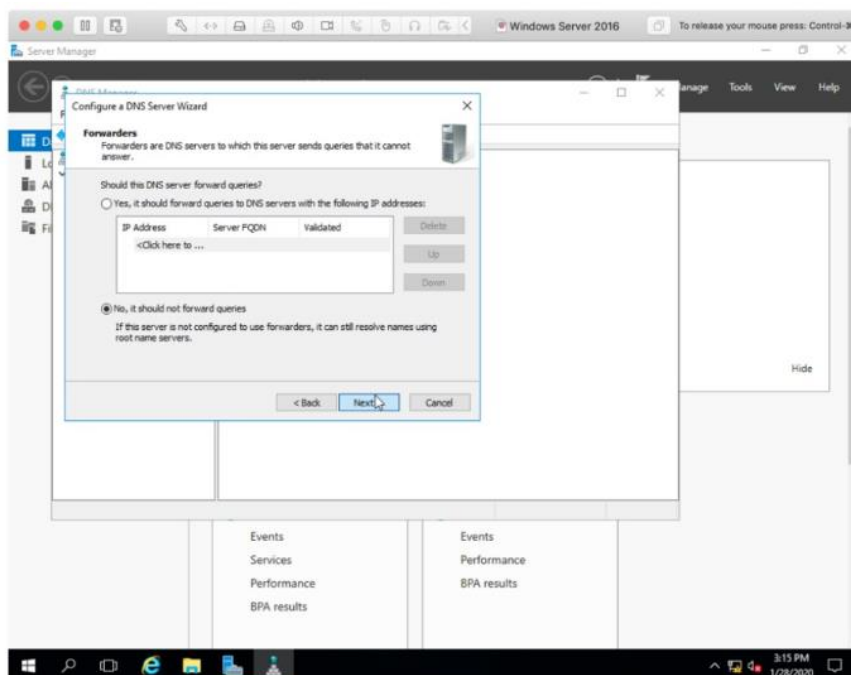 Windows Server 2016
To release your mouse press: Control-⌘
Server Manager
DNS Manager
Manage Tools View Help
Configure a DNS Server Wizard
Forwarders
Forwarders are DNS servers to which this server sends queries that it cannot
answer.
Should this DNS server forward queries?
Yes, it should forward queries to DNS servers with the following IP addresses:
IP Address Server FQDN Validated
<Click here to ...
Delete
Up
Down
No, it should not forward queries
If this server is not configured to use forwarders, it can still resolve names using
root name servers.
< Back Next Cancel
Hide
Events Events
Services Performance
Performance BPA results
BPA results
3:15 PM
1/28/2020